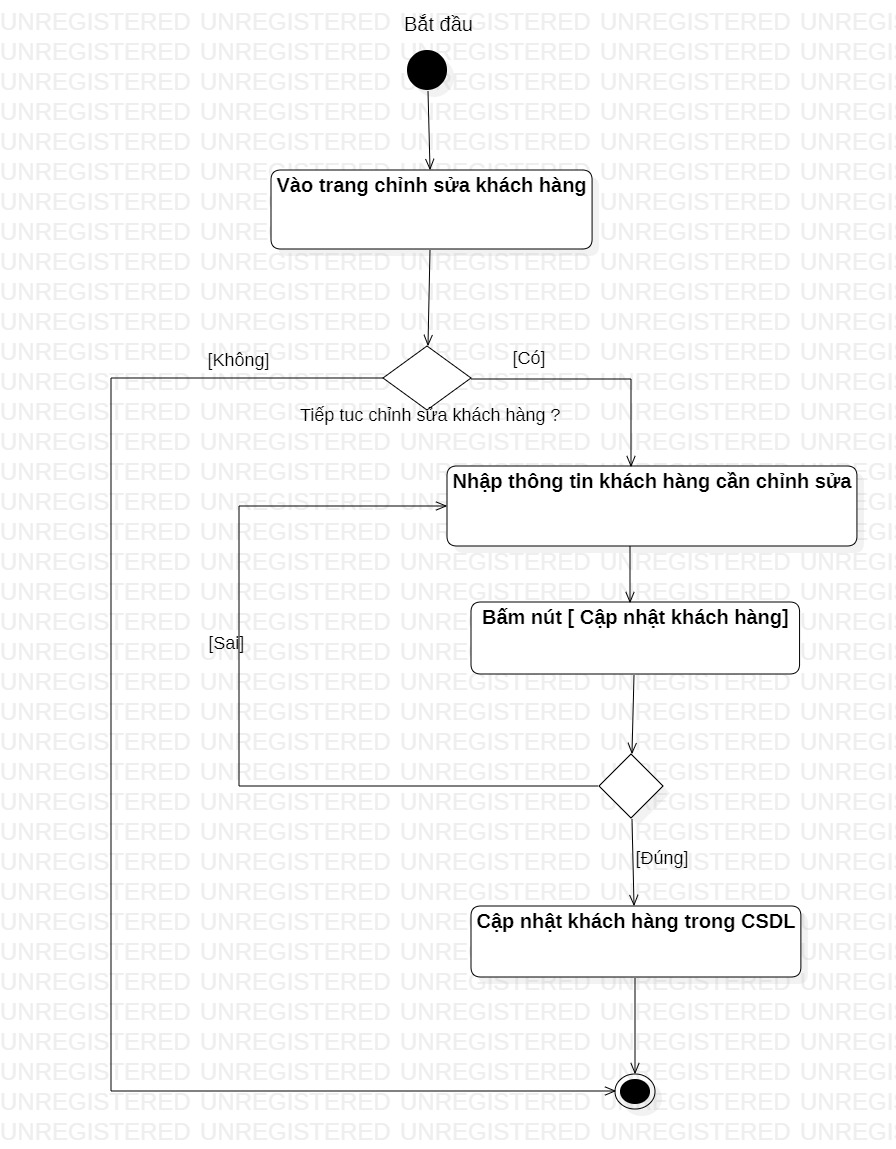 Bắt đầu
Vào trang chỉnh sửa khách hàng
[Không]
[Có]
Tiếp tuc chỉnh sửa khách hàng ?
Nhập thông tin khách hàng cần chỉnh sửa
Bấm nút [ Cập nhật khách hàng]
[Sai]
[Đúng]
Cập nhật khách hàng trong CSDL
UNREGISTERED